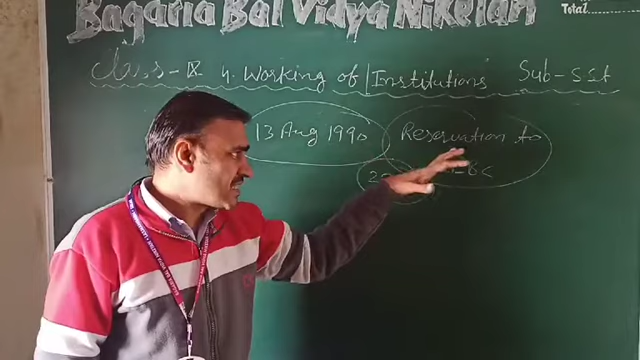 Bagaria Bal Vidya Niketan
Total
Class-IX 4. Working of Institutions Sub-SSt
13 Aug 1990
Reservation to